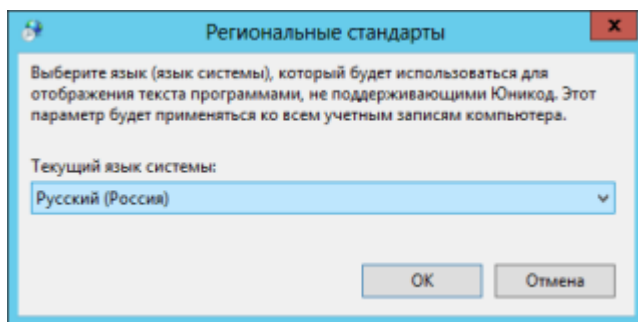 Региональные стандарты
Выберите язык (язык системы), который будет использоваться для
отображения текста программами, не поддерживающими Юникод. Этот
параметр будет применяться ко всем учетным записям компьютера.
Текущий язык системы:
Русский (Россия)
ОК
Отмена